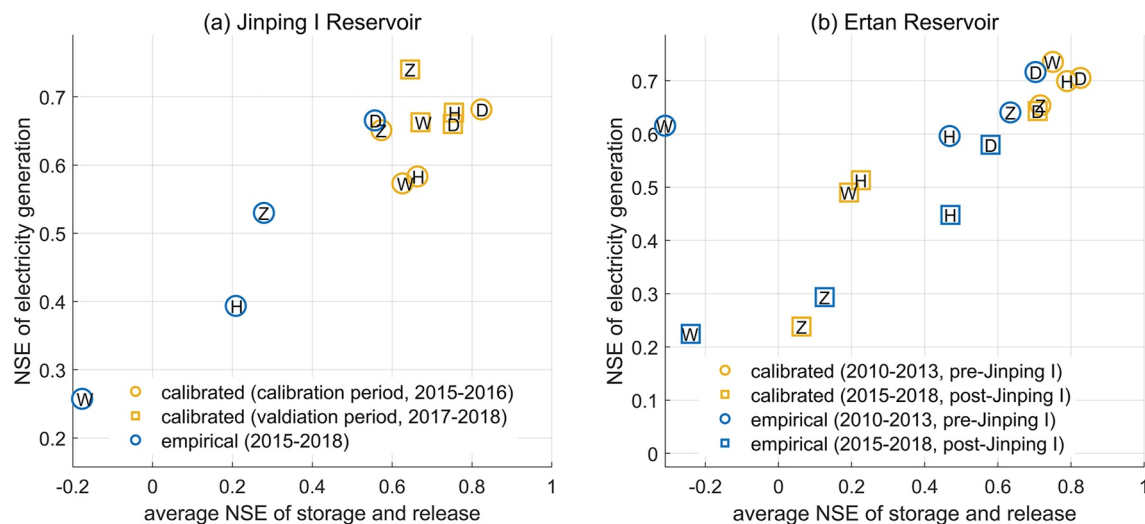 (a) Jinping I Reservoir
NSE of electricity generation
0.7
0.6
0.5
0.4
0.3
0.2
Z
D
Z
W
H
D
D
W
H
Z
H
W
calibrated (calibration period, 2015-2016)
calibrated (valdiation period, 2017-2018)
empirical (2015-2018)
-0.2 0 0.2 0.4 0.6 0.8 1
average NSE of storage and release
(b) Ertan Reservoir
NSE of electricity generation
0.7
0.6
0.5
0.4
0.3
0.2
0.1
0
W
D
H
D
Z
Z
D
W
H
D
H
W
H
Z
Z
W
calibrated (2010-2013, pre-Jinping I)
calibrated (2015-2018, post-Jinping I)
empirical (2010-2013, pre-Jinping I)
empirical (2015-2018, post-Jinping I)
-0.2 0 0.2 0.4 0.6 0.8 1
average NSE of storage and release